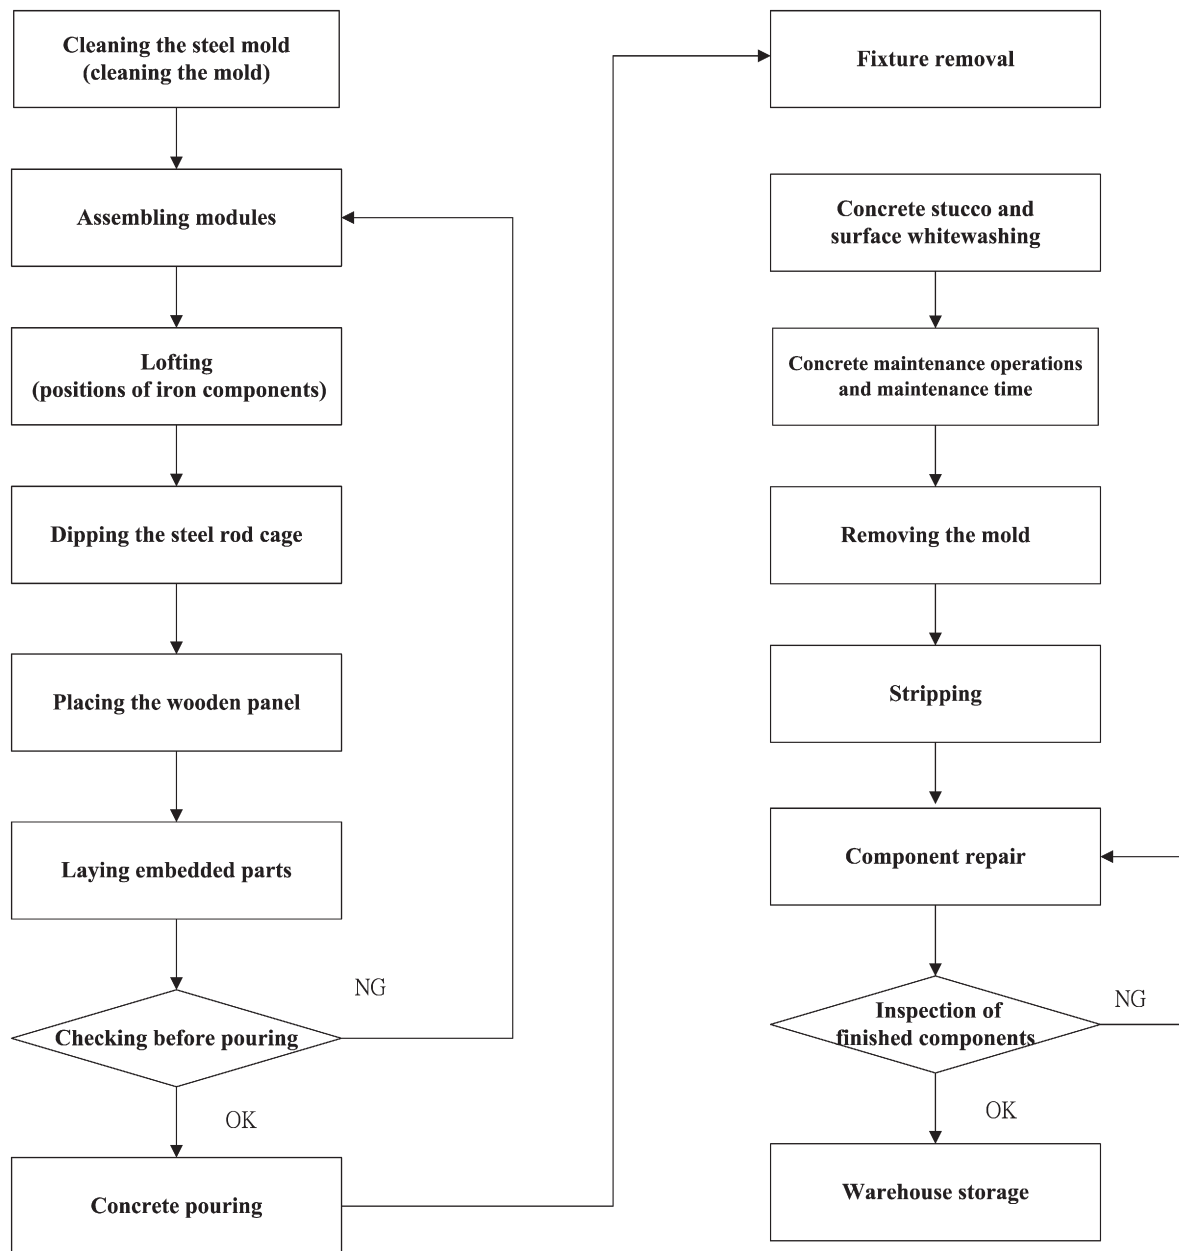 Cleaning the steel mold
(cleaning the mold)
Assembling modules
Lofting
(positions of iron components)
Dipping the steel rod cage
Placing the wooden panel
Laying embedded parts
NG
Checking before pouring
OK
Concrete pouring
Fixture removal
Concrete stucco and
surface whitewashing
Concrete maintenance operations
and maintenance time
Removing the mold
Stripping
Component repair
NG
Inspection of
finished components
OK
Warehouse storage